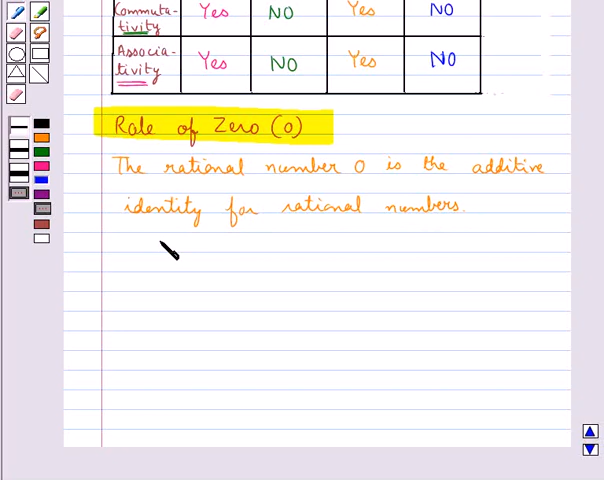 Commuta- Yes NO Yes NO
tivity
Associa- Yes NO Yes NO
tivity
Role of Zero (0)
The rational number 0 is the additive
identity for rational numbers.